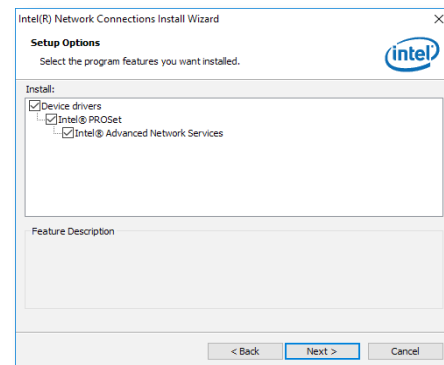 Intel(R) Network Connections Install Wizard
Setup Options
Select the program features you want installed.
intel
Install:
Device drivers
Intel® PROSet
Intel® Advanced Network Services
Feature Description
< Back
Next >
Cancel